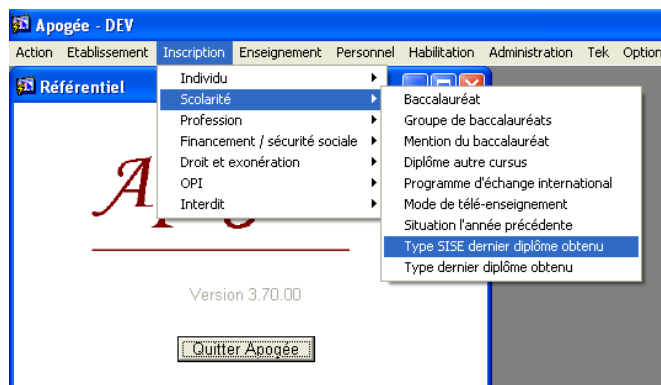 Apogée - DEV
Action Etablissement Inscription Enseignement Personnel Habilitation Administration Tek Option
Référentiel
Individu
Scolarité
Profession
Financement / sécurité sociale
Droit et exonération
OPI
Interdit
Baccalauréat
Groupe de baccalauréats
Mention du baccalauréat
Diplôme autre cursus
Programme d'échange international
Mode de télé-enseignement
Situation l'année précédente
Type SISE dernier diplôme obtenu
Type dernier diplôme obtenu
Version 3.70.00
Quitter Apogée